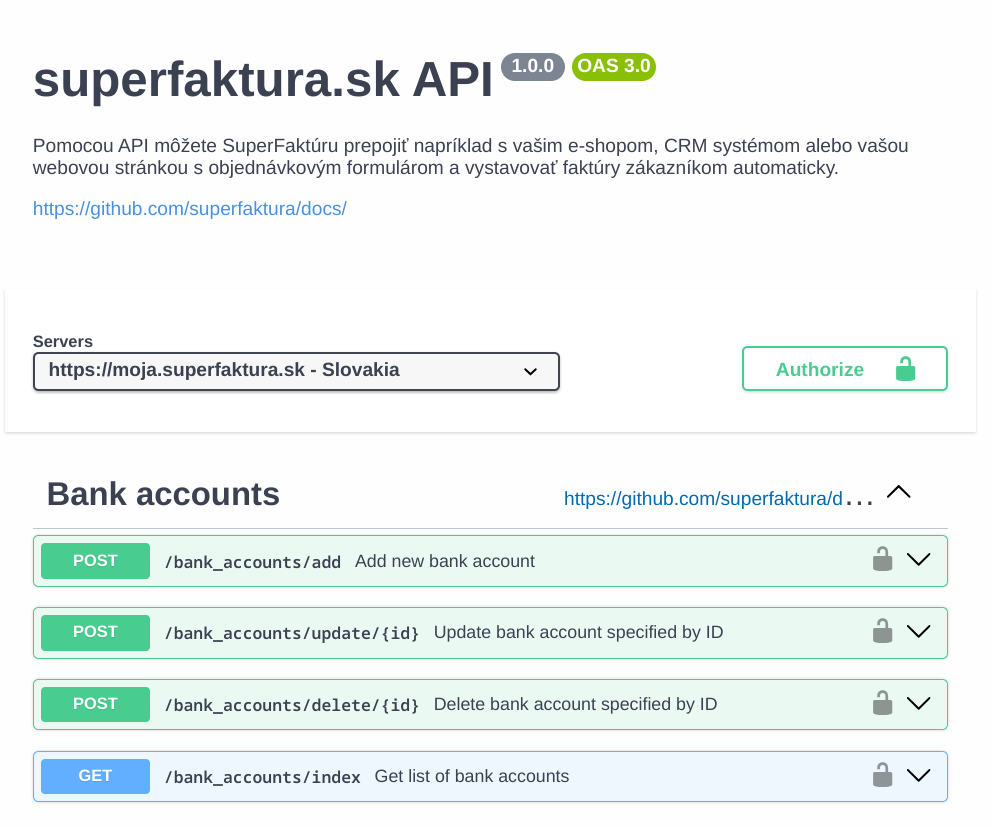 superfaktura.sk API 1.0.0 OAS 3.0
Pomocou API môžete SuperFaktúru prepojiť napríklad s vašim e-shopom, CRM systémom alebo vašou
webovou stránkou s objednávkovým formulárom a vystavovať faktúry zákazníkom automaticky.
https://github.com/superfaktura/docs/
Servers
https://moja.superfaktura.sk - Slovakia
Authorize
Bank accounts
https://github.com/superfaktura/d...
POST /bank_accounts/add Add new bank account
POST /bank_accounts/update/{id} Update bank account specified by ID
POST /bank_accounts/delete/{id} Delete bank account specified by ID
GET /bank_accounts/index Get list of bank accounts